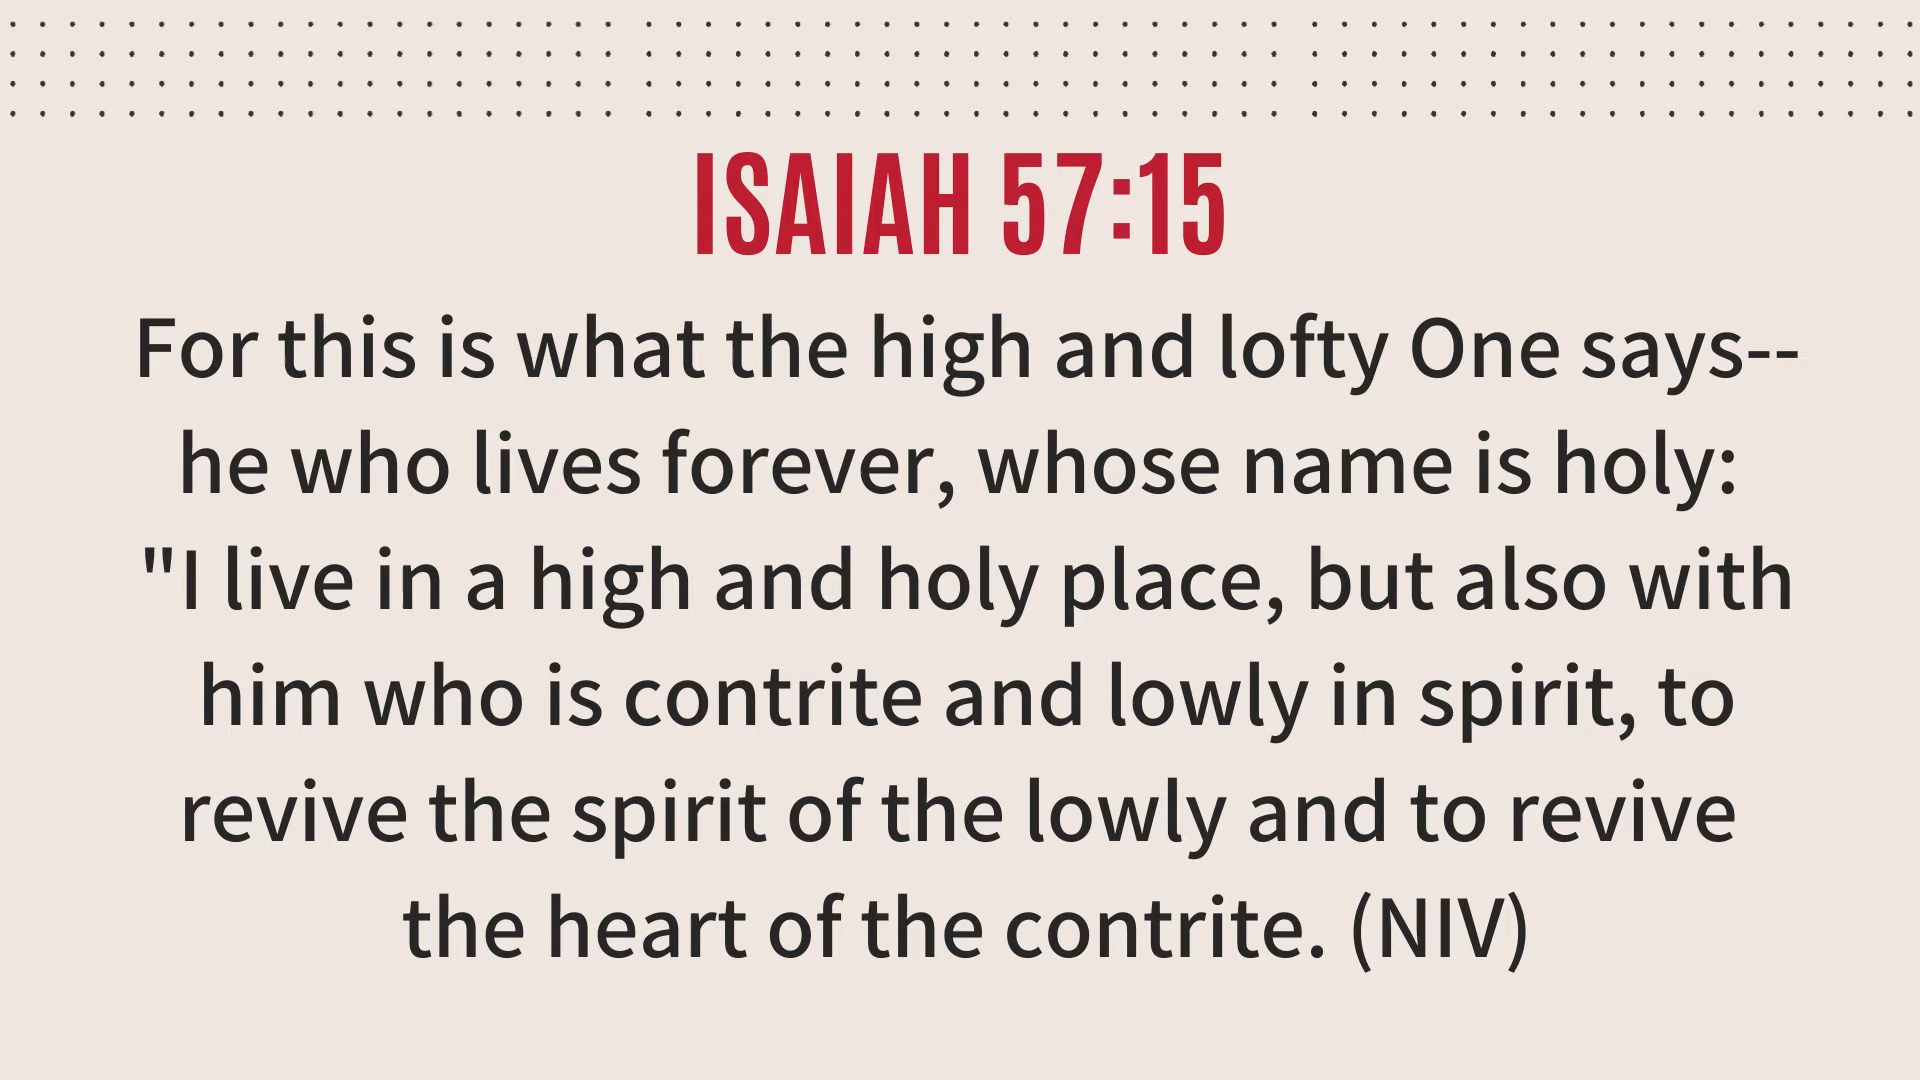 ISAIAH 57:15
For this is what the high and lofty One says--
he who lives forever, whose name is holy:
"I live in a high and holy place, but also with
him who is contrite and lowly in spirit, to
revive the spirit of the lowly and to revive
the heart of the contrite. (NIV)